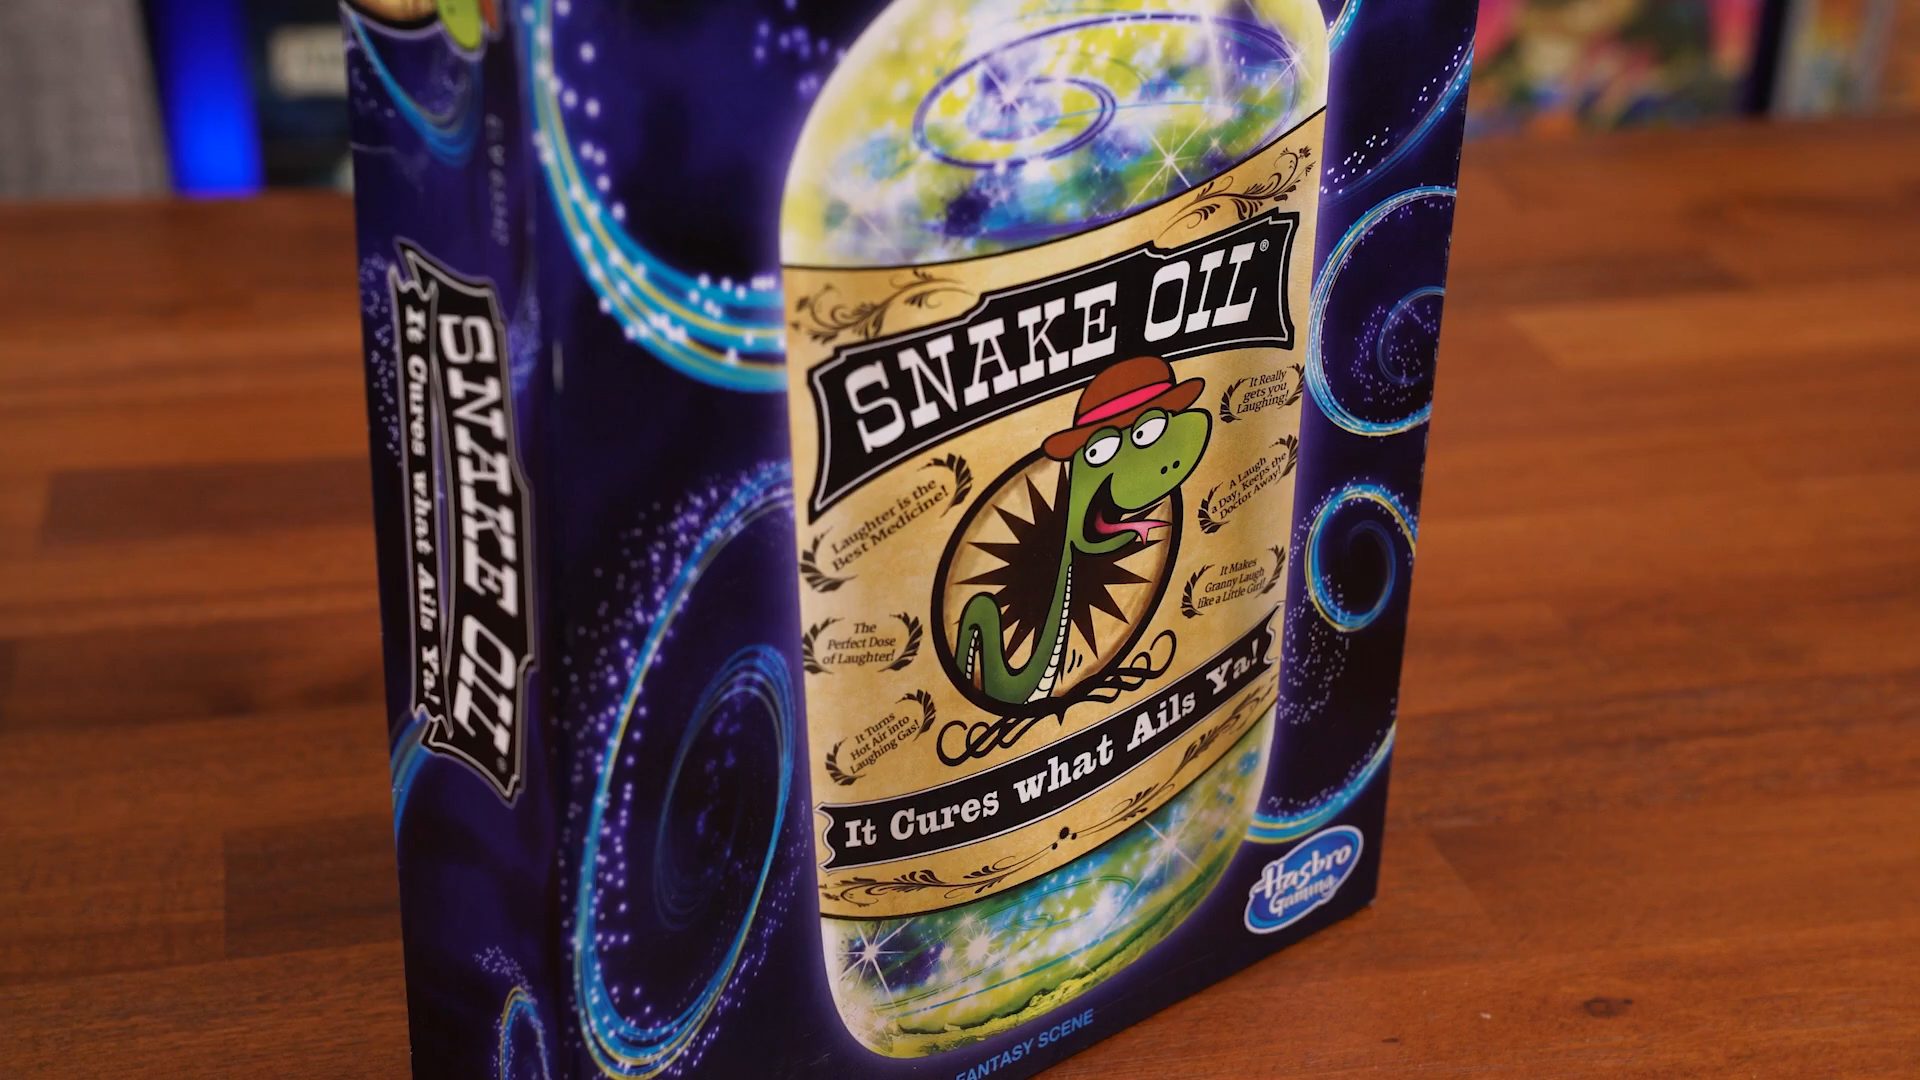 SNAKE OIL®
It Really
gets you
Laughing!
Laughter is the
Best Medicine!
A Laugh
a Day, Keeps the
Doctor Away!
It Makes
Granny Laugh
like a Little Girl!
The
Perfect Dose
of Laughter!
It Turns
Hot Air into
Laughing Gas!
It Cures what Ails Ya!
Hasbro
Gaming
FANTASY SCENE
SNAKE OIL®
It Cures what Ails Ya!